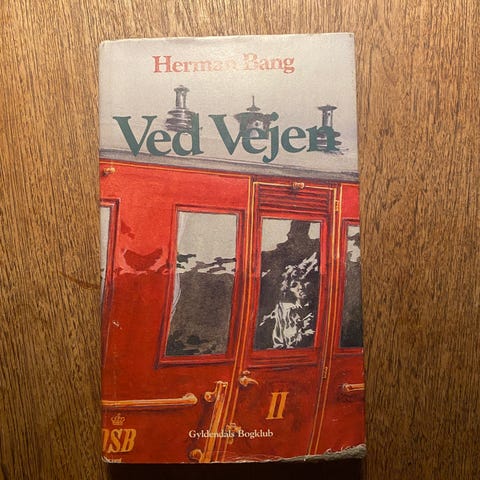 Herman Bang
Ved Vejen
II
DSB
Gyldendals Bogklub